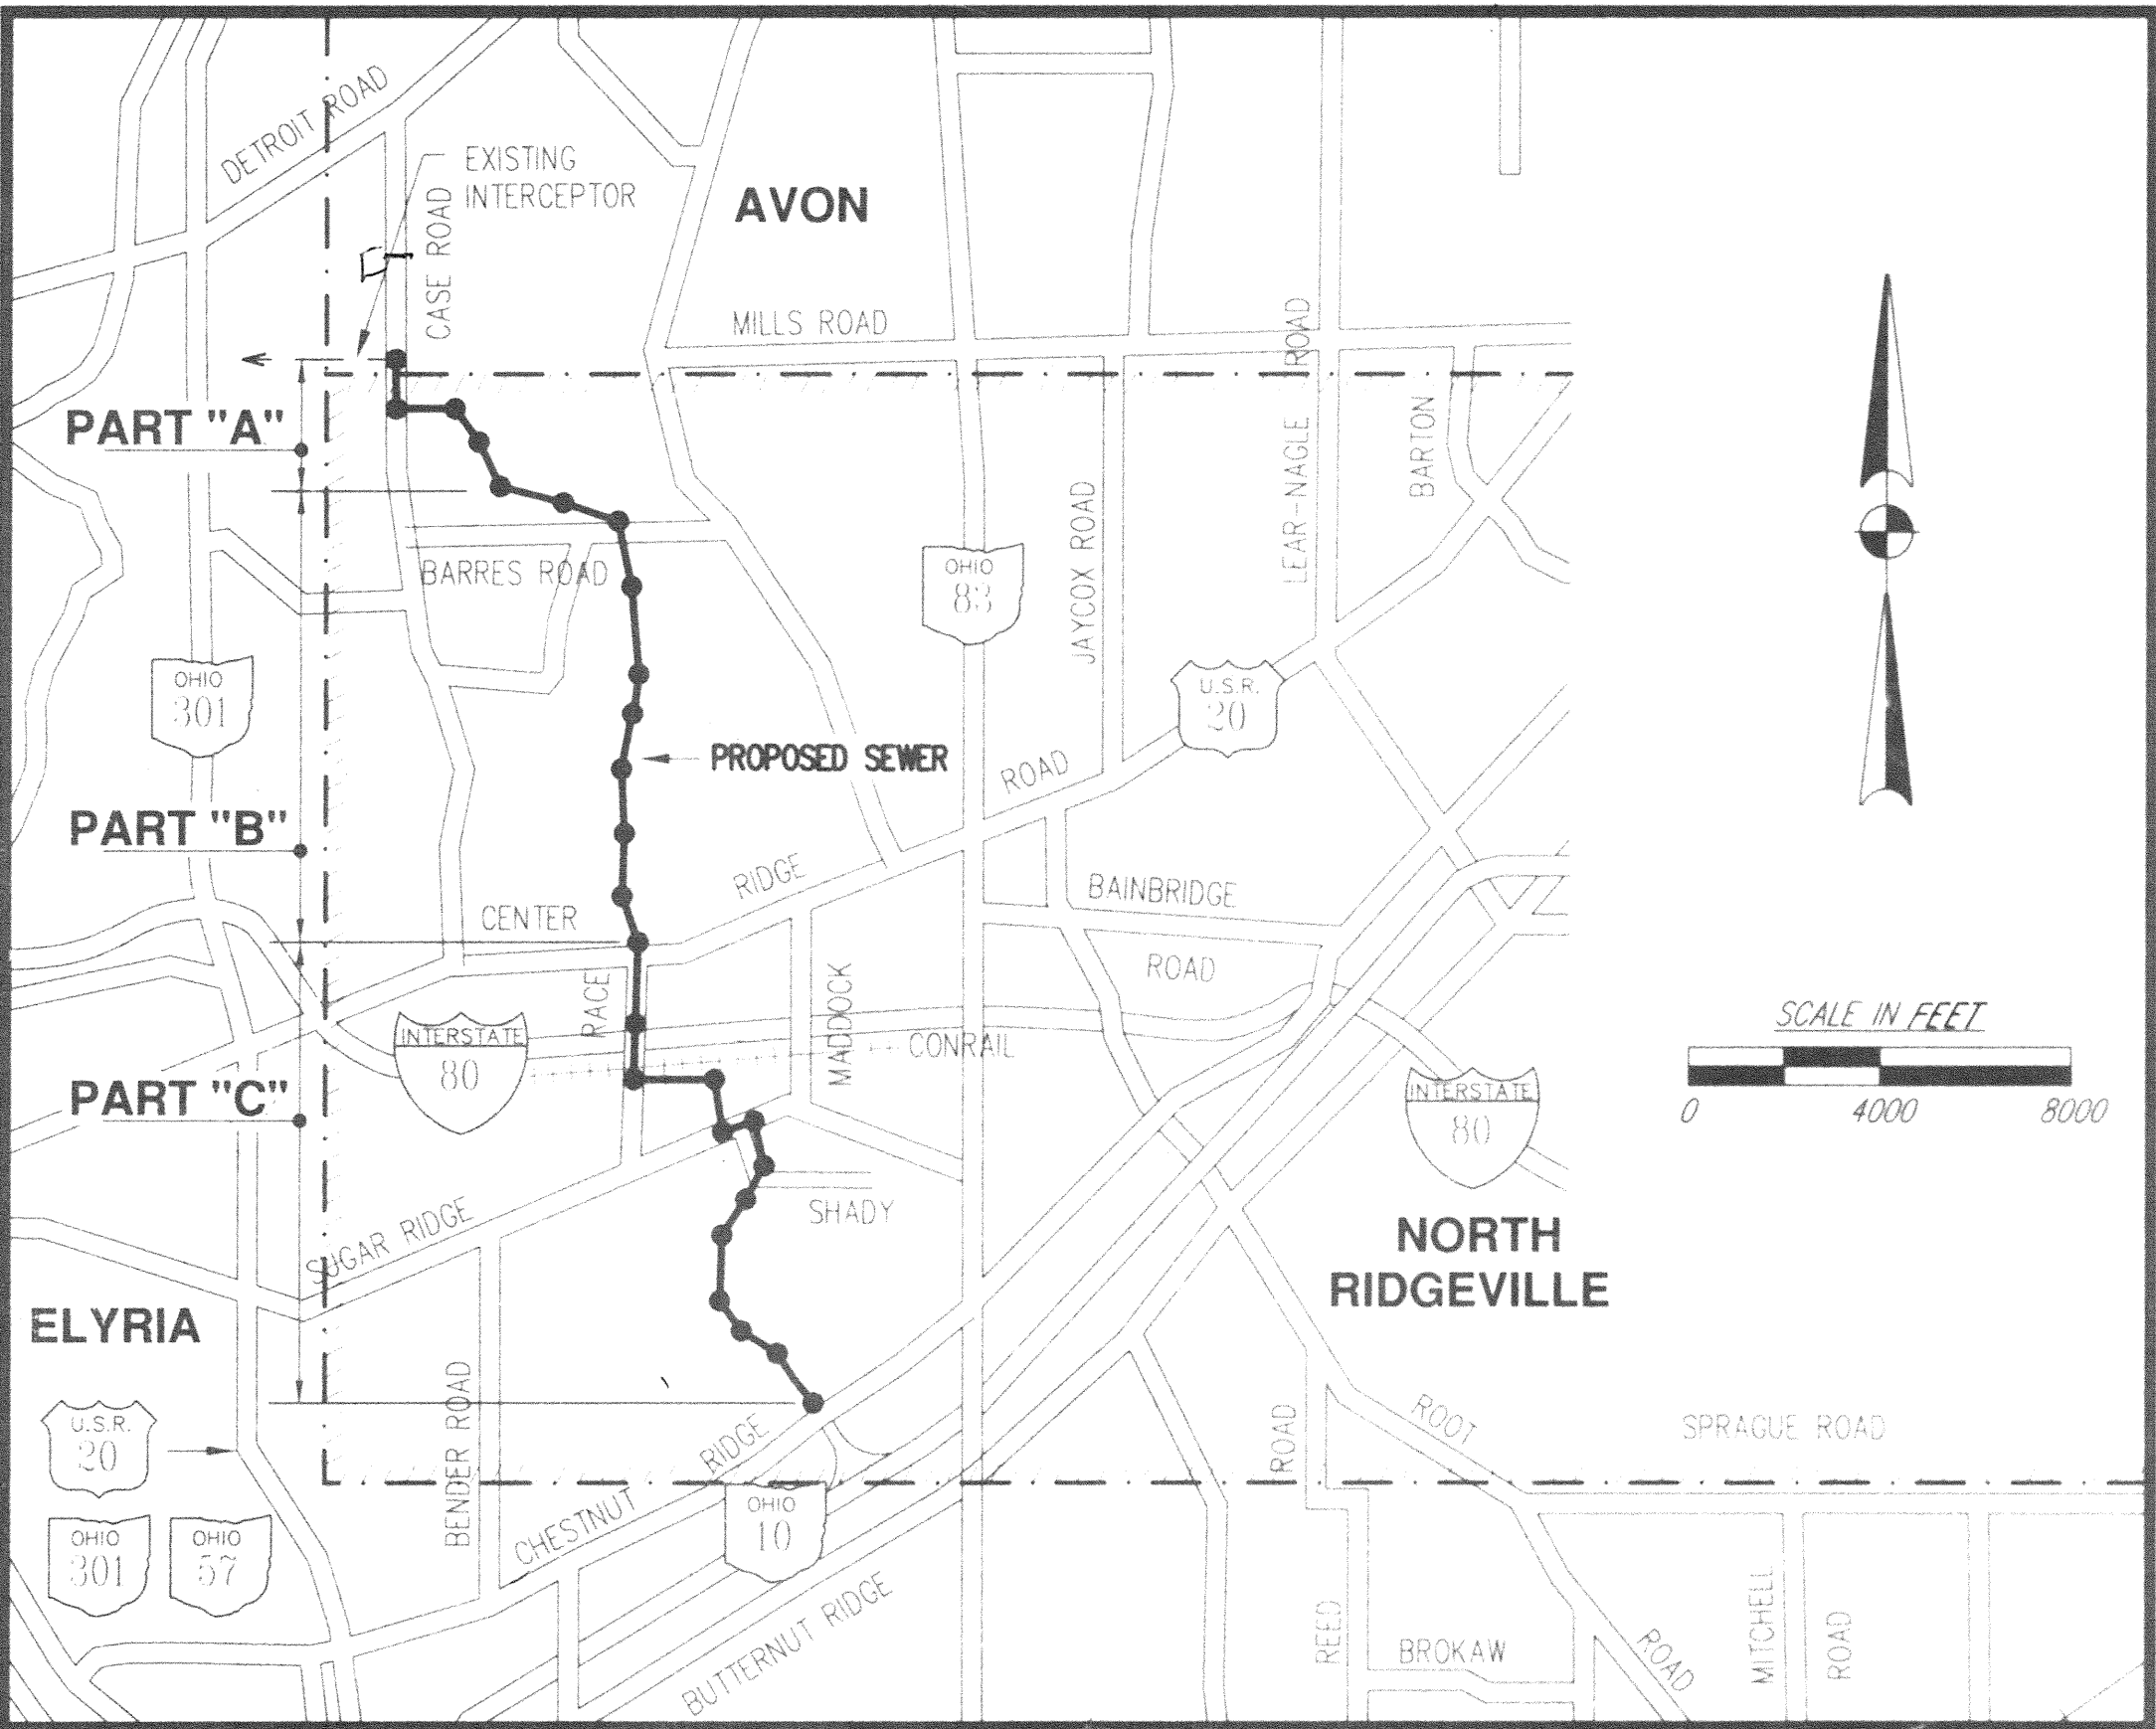 DETROIT ROAD
EXISTING
INTERCEPTOR
CASE ROAD
AVON
MILLS ROAD
ROAD
LEAR-NAGLE
BARTON
PART "A"
BARRES ROAD
OHIO
83
JAYCOX ROAD
OHIO
301
U.S.R.
20
PROPOSED SEWER
ROAD
PART "B"
RIDGE
CENTER
BAINBRIDGE
ROAD
RACE
MADDOCK
CONRAIL
INTERSTATE
80
PART "C"
SCALE IN FEET
0 4000 8000
INTERSTATE
80
SHADY
SUGAR RIDGE
NORTH
RIDGEVILLE
ELYRIA
BENDER ROAD
U.S.R.
20
RIDGE
CHESTNUT
OHIO
10
OHIO
301
OHIO
57
BUTTERNUT RIDGE
ROAD
ROOT
SPRAGUE ROAD
REED
BROKAW
ROAD
MITCHELL
ROAD